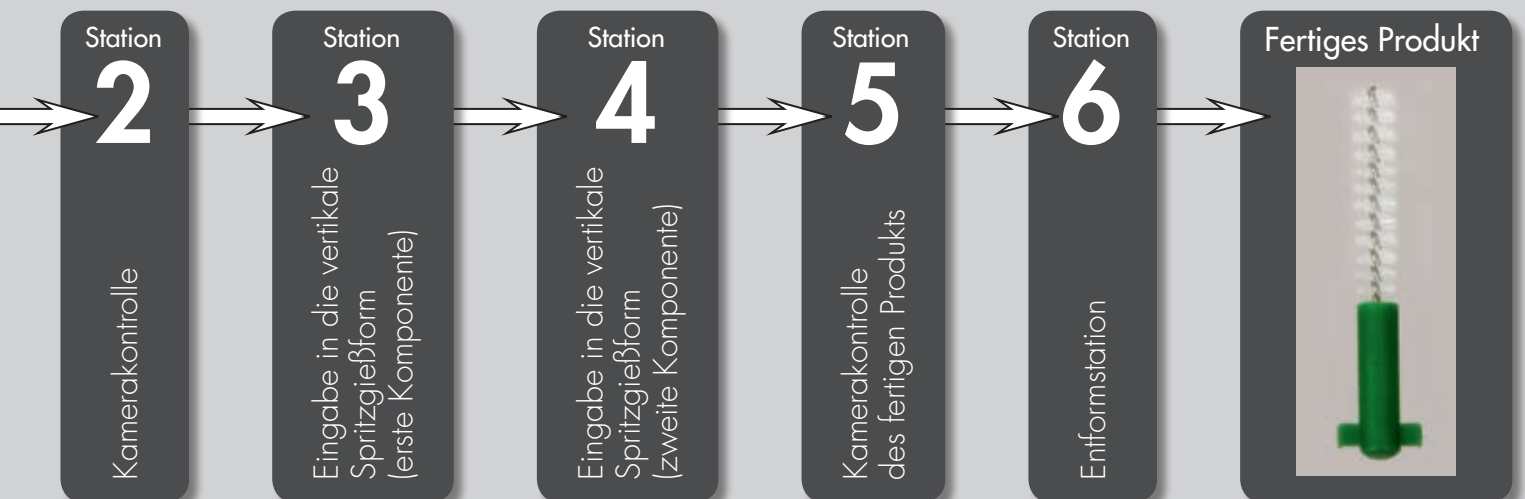 Station
2
Kamerakontrolle
Station
3
Eingabe in die vertikale
Spritzgießform
(erste Komponente)
Station
4
Eingabe in die vertikale
Spritzgießform
(zweite Komponente)
Station
5
Kamerakontrolle
des fertigen Produkts
Station
6
Entformstation
Fertiges Produkt